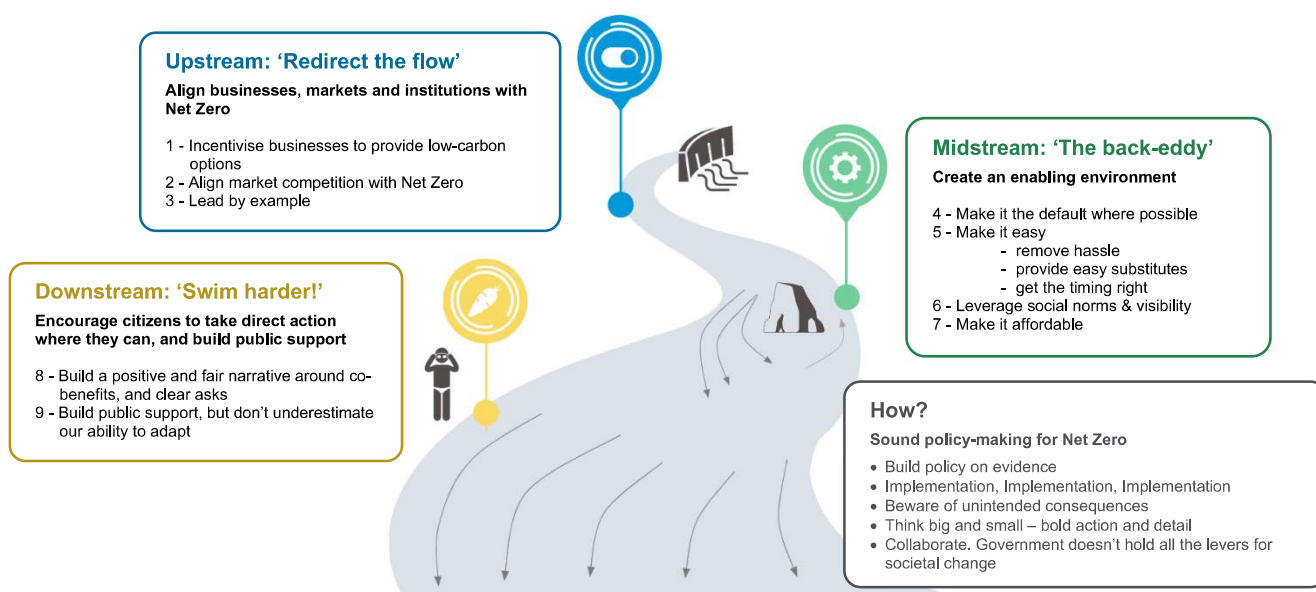 Upstream: ‘Redirect the flow’
Align businesses, markets and institutions with
Net Zero
1 - Incentivise businesses to provide low-carbon
options
2 - Align market competition with Net Zero
3 - Lead by example
Midstream: ‘The back-eddy’
Create an enabling environment
4 - Make it the default where possible
5 - Make it easy
- remove hassle
- provide easy substitutes
- get the timing right
6 - Leverage social norms & visibility
7 - Make it affordable
Downstream: ‘Swim harder!’
Encourage citizens to take direct action
where they can, and build public support
8 - Build a positive and fair narrative around co-
benefits, and clear asks
9 - Build public support, but don’t underestimate
our ability to adapt
How?
Sound policy-making for Net Zero
• Build policy on evidence
• Implementation, Implementation, Implementation
• Beware of unintended consequences
• Think big and small – bold action and detail
• Collaborate. Government doesn’t hold all the levers for
societal change